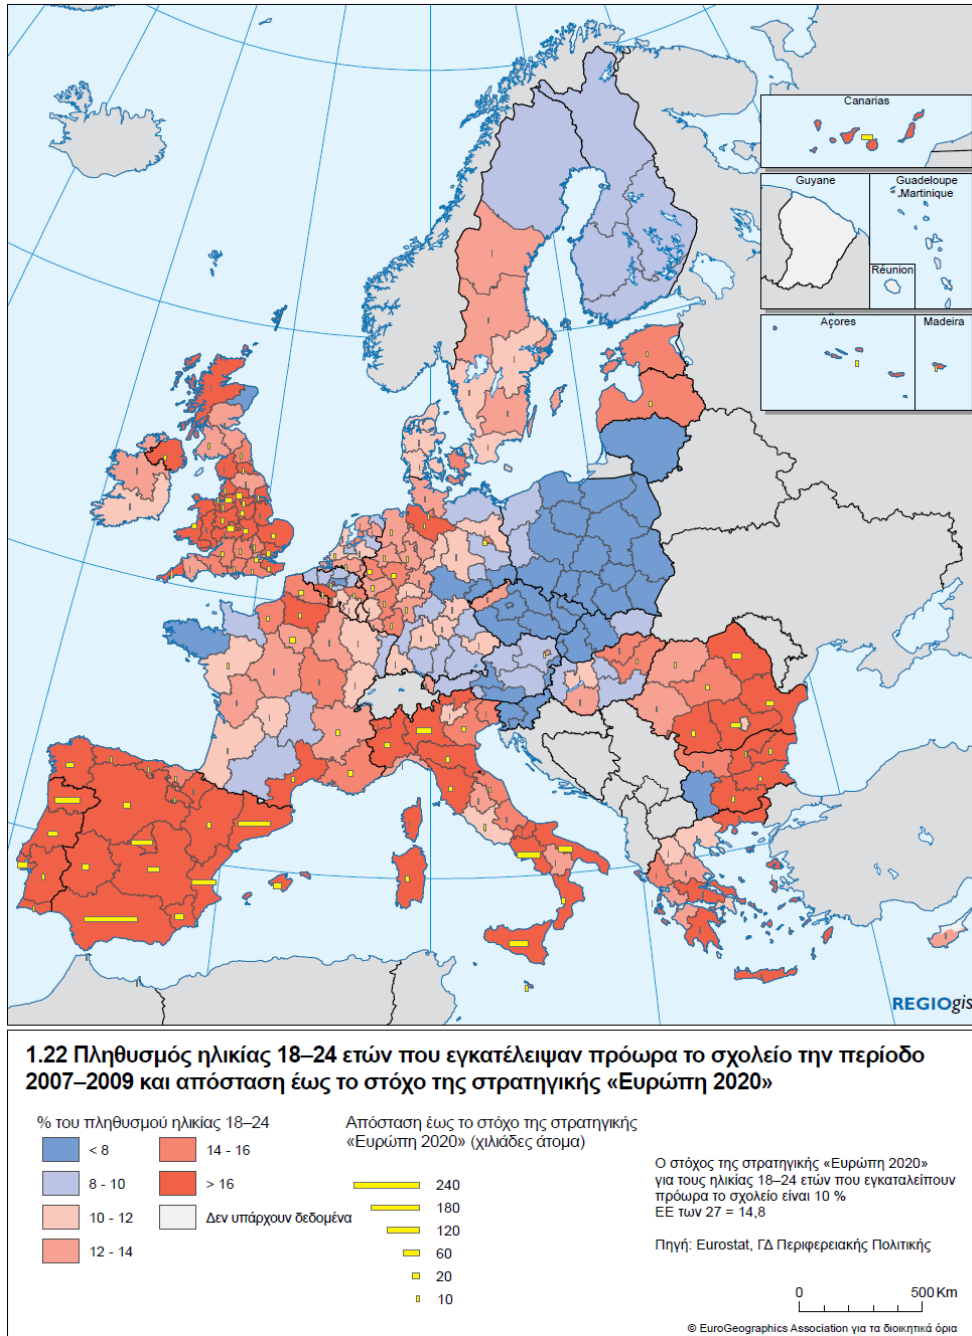 Canarias
Guyane
Guadeloupe
Martinique
Réunion
Açores
Madeira
REGIOgis
1.22 Πληθυσμός ηλικίας 18–24 ετών που εγκατέλειψαν πρόωρα το σχολείο την περίοδο
2007–2009 και απόσταση έως το στόχο της στρατηγικής «Ευρώπη 2020»
% του πληθυσμού ηλικίας 18–24
< 8
8 - 10
10 - 12
12 - 14
14 - 16
> 16
Δεν υπάρχουν δεδομένα
Απόσταση έως το στόχο της στρατηγικής
«Ευρώπη 2020» (χιλιάδες άτομα)
240
180
120
60
20
10
Ο στόχος της στρατηγικής «Ευρώπη 2020»
για τους ηλικίας 18–24 ετών που εγκαταλείπουν
πρόωρα το σχολείο είναι 10 %
ΕΕ των 27 = 14,8
Πηγή: Eurostat, ΓΔ Περιφερειακής Πολιτικής
0 500 Km
© EuroGeographics Association για τα διοικητικά όρια